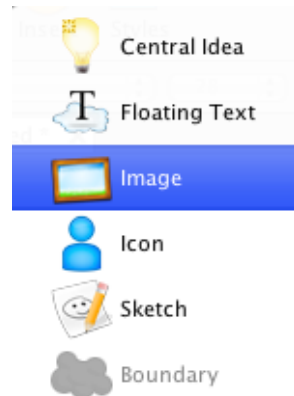 Central Idea
T Floating Text
Image
Icon
Sketch
Boundary